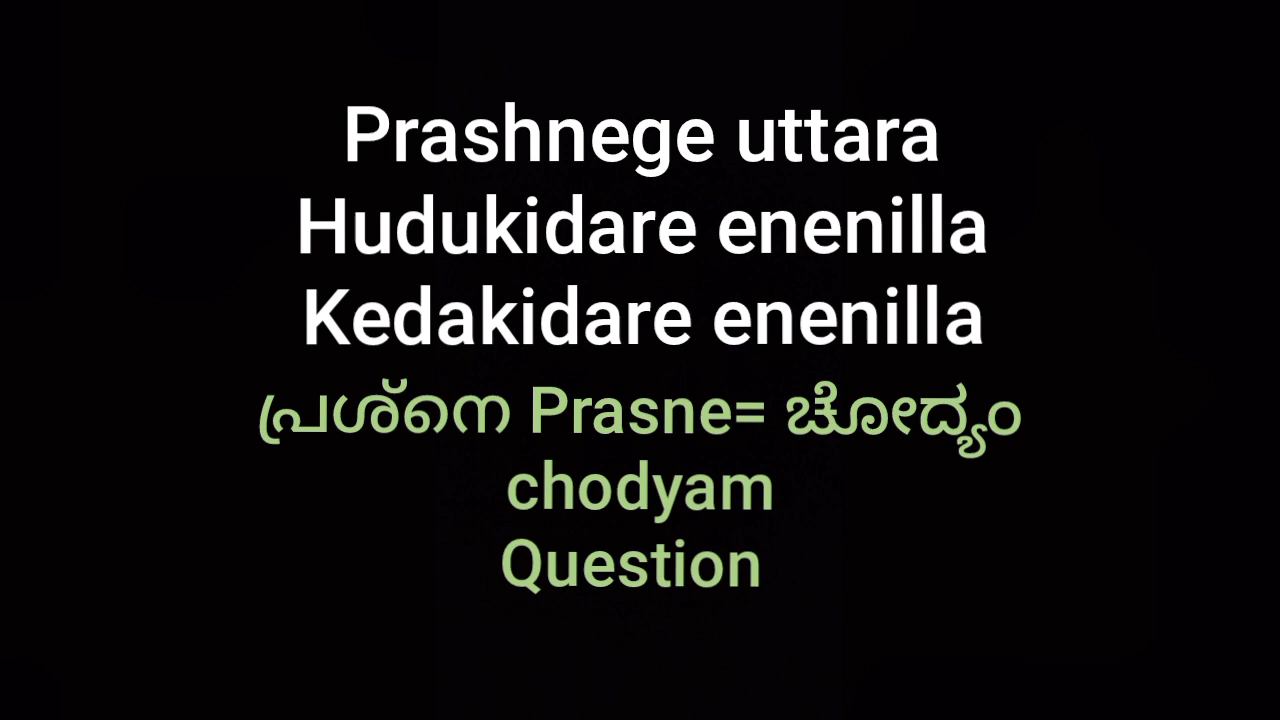 Prashnege uttara
Hudukidare enenilla
Kedakidare enenilla
പ്രശ്നെ Prasne= ചോദ്യം
chodyam
Question